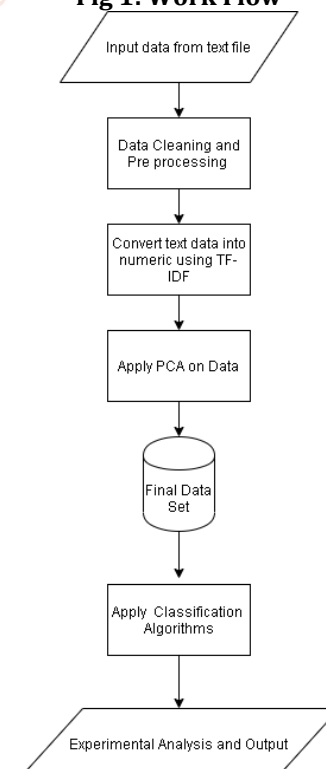 Fig 1: Work Flow
Input data from text file
Data Cleaning and
Pre processing
Convert text data into
numeric using TF-
IDF
Apply PCA on Data
Final Data
Set
Apply Classification
Algorithms
Experimental Analysis and Output